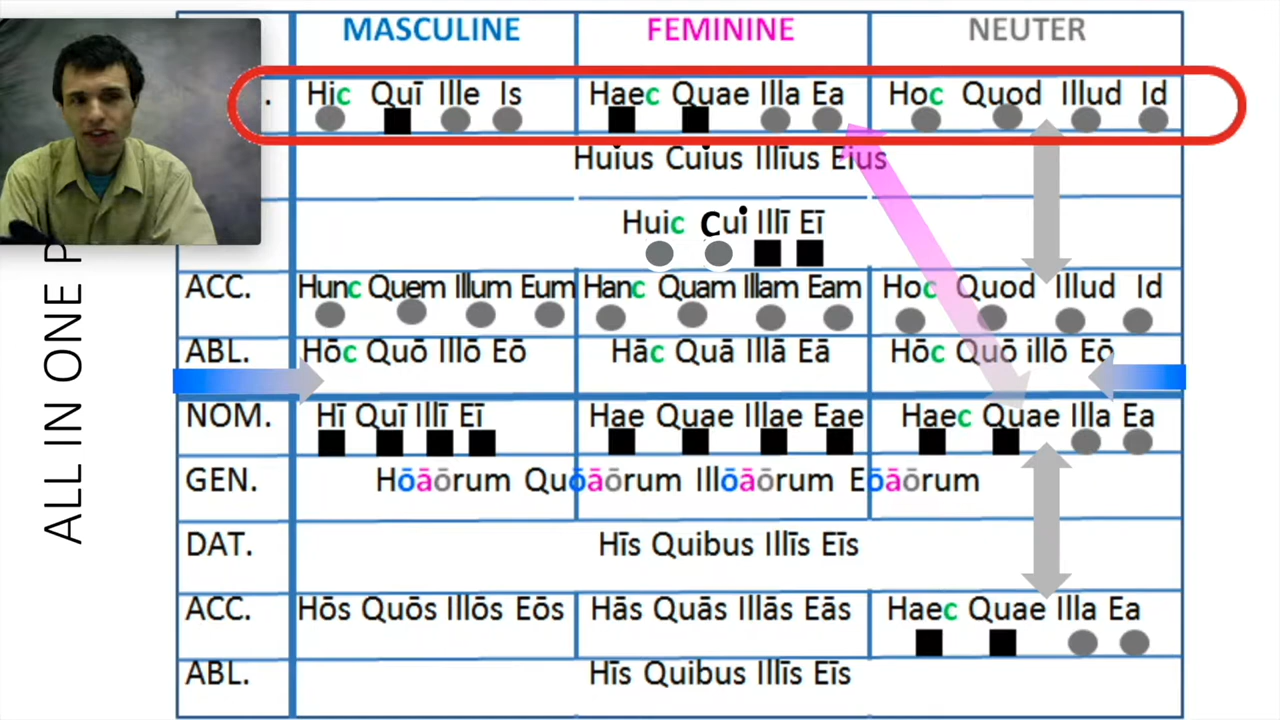 MASCULINE FEMININE NEUTER
. Hic Quī Ille Is Haec Quae Illa Ea Hoc Quod Illud Id
Huius Cuius Illīus Eius
Huic Cui Illī Eī
ACC. Hunc Quem Illum Eum Hanc Quam Illam Eam Hoc Quod Illud Id
ABL. Hōc Quō Illō Eō Hāc Quā Illā Eā Hōc Quō illō Eō
NOM. Hī Quī Illī Eī Hae Quae Illae Eae Haec Quae Illa Ea
GEN. Hōāōrum Quōāōrum Illōāōrum Eōāōrum
DAT. Hīs Quibus Illīs Eīs
ACC. Hōs Quōs Illōs Eōs Hās Quās Illās Eās Haec Quae Illa Ea
ABL. Hīs Quibus Illīs Eīs
ALL IN ONE P